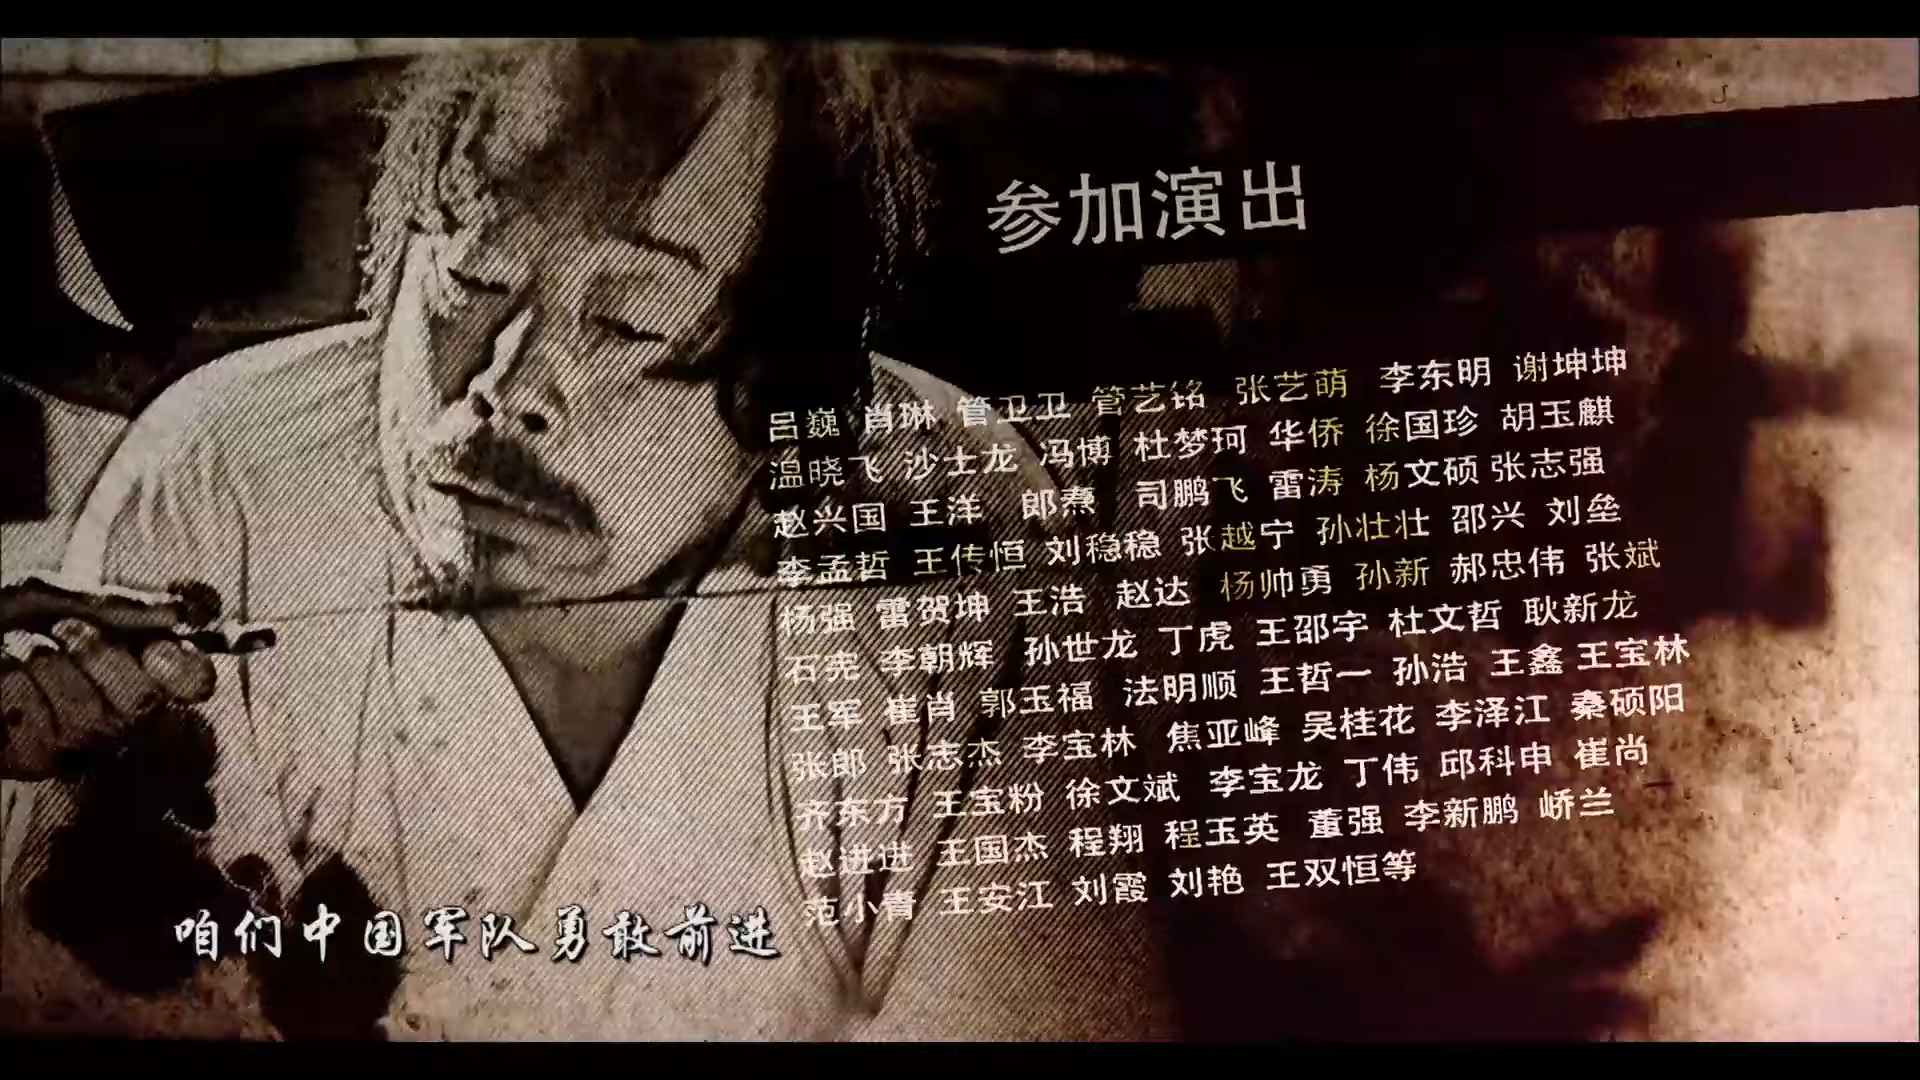 参加演出
吕巍 肖琳 管卫卫 管艺铭 张艺萌 李东明 谢坤坤
温晓飞 沙士龙 冯博 杜梦珂 华侨 徐国珍 胡玉麒
赵兴国 王洋 郎焘 司鹏飞 雷涛 杨文硕 张志强
李孟哲 王传恒 刘稳稳 张越宁 孙壮壮 邵兴 刘垒
杨强 雷贺坤 王浩 赵达 杨帅勇 孙新 郝忠伟 张斌
石宪 李朝辉 孙世龙 丁虎 王邵宇 杜文哲 耿新龙
王军 崔肖 郭玉福 法明顺 王哲一 孙浩 王鑫 王宝林
张郎 张志杰 李宝林 焦亚峰 吴桂花 李泽江 秦硕阳
齐东方 王宝粉 徐文斌 李宝龙 丁伟 邱科申 崔尚
赵进进 王国杰 程翔 程玉英 董强 李新鹏 峤兰
范小青 王安江 刘霞 刘艳 王双恒等
咱们中国军队勇敢前进